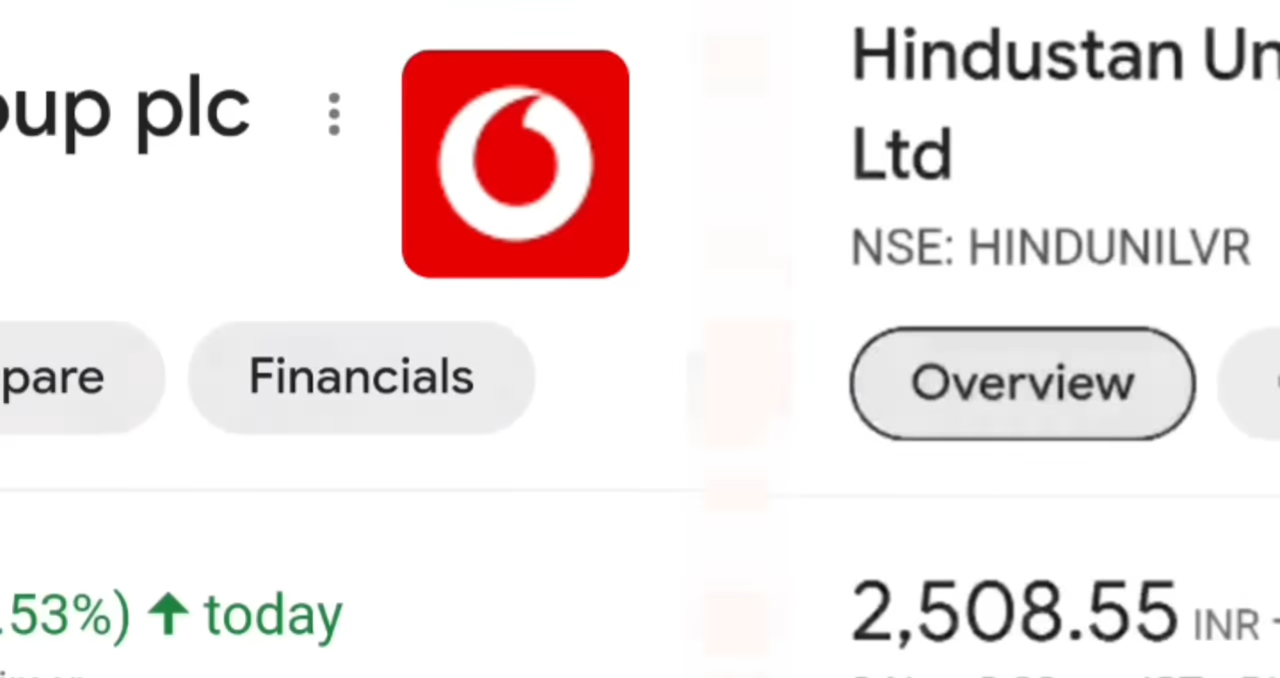 oup plc
pare
Financials
.53%) ↑ today
Hindustan Un
Ltd
NSE: HINDUNILVR
Overview
2,508.55 INR